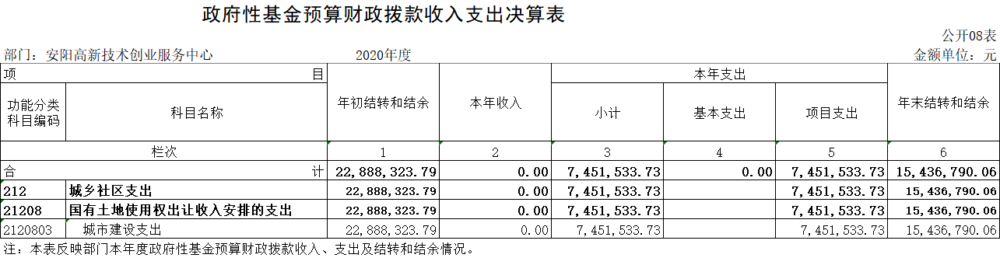 政府性基金预算财政拨款收入支出决算表
公开08表
部门：安阳高新技术创业服务中心 2020年度 金额单位：元
项 目 年初结转和结余 本年收入 本年支出 年末结转和结余
功能分类科目编码 科目名称 小计 基本支出 项目支出
栏次 1 2 3 4 5 6
合 计 22,888,323.79 0.00 7,451,533.73 0.00 7,451,533.73 15,436,790.06
212 城乡社区支出 22,888,323.79 0.00 7,451,533.73 7,451,533.73 15,436,790.06
21208 国有土地使用权出让收入安排的支出 22,888,323.79 0.00 7,451,533.73 7,451,533.73 15,436,790.06
2120803 城市建设支出 22,888,323.79 0.00 7,451,533.73 7,451,533.73 15,436,790.06
注：本表反映部门本年度政府性基金预算财政拨款收入、支出及结转和结余情况。